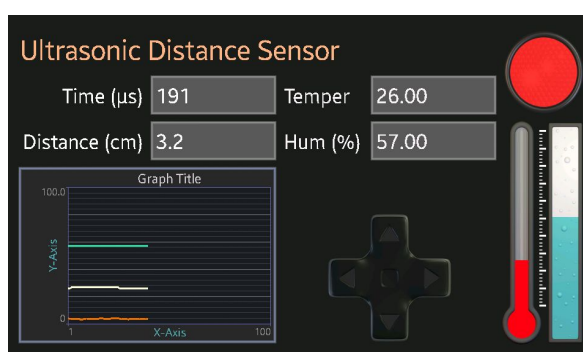 Ultrasonic Distance Sensor
Time (µs) 191 Temper 26.00
Distance (cm) 3.2 Hum (%) 57.00
Graph Title
100.0
Y-Axis
0
1 X-Axis 100